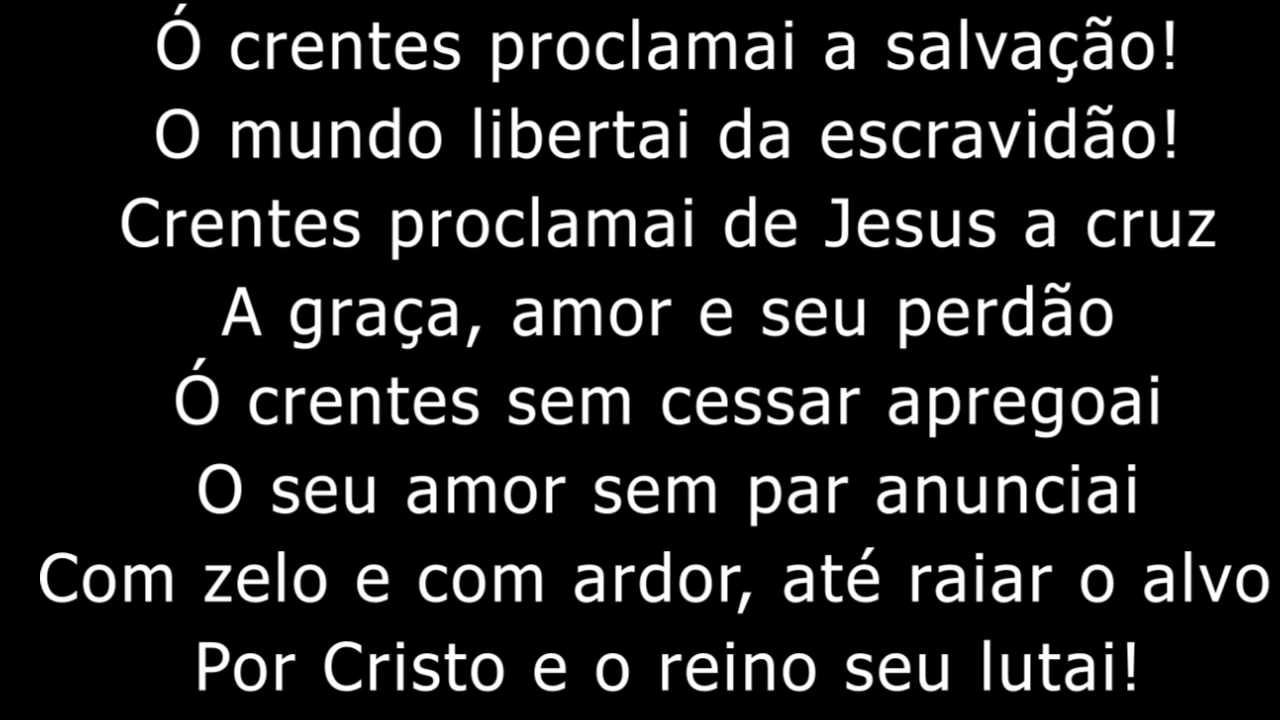 Ó crentes proclamai a salvação!
O mundo libertai da escravidão!
Crentes proclamai de Jesus a cruz
A graça, amor e seu perdão
Ó crentes sem cessar apregoai
O seu amor sem par anunciai
Com zelo e com ardor, até raiar o alvo
Por Cristo e o reino seu lutai!